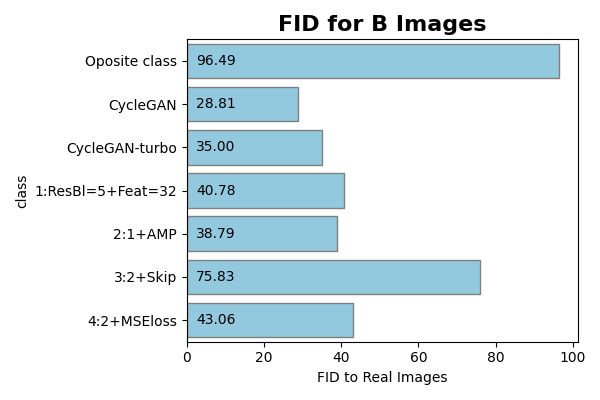 FID for B Images
Oposite class 96.49
CycleGAN 28.81
CycleGAN-turbo 35.00
1:ResBl=5+Feat=32 40.78
2:1+AMP 38.79
3:2+Skip 75.83
4:2+MSEloss 43.06
class
0 20 40 60 80 100
FID to Real Images